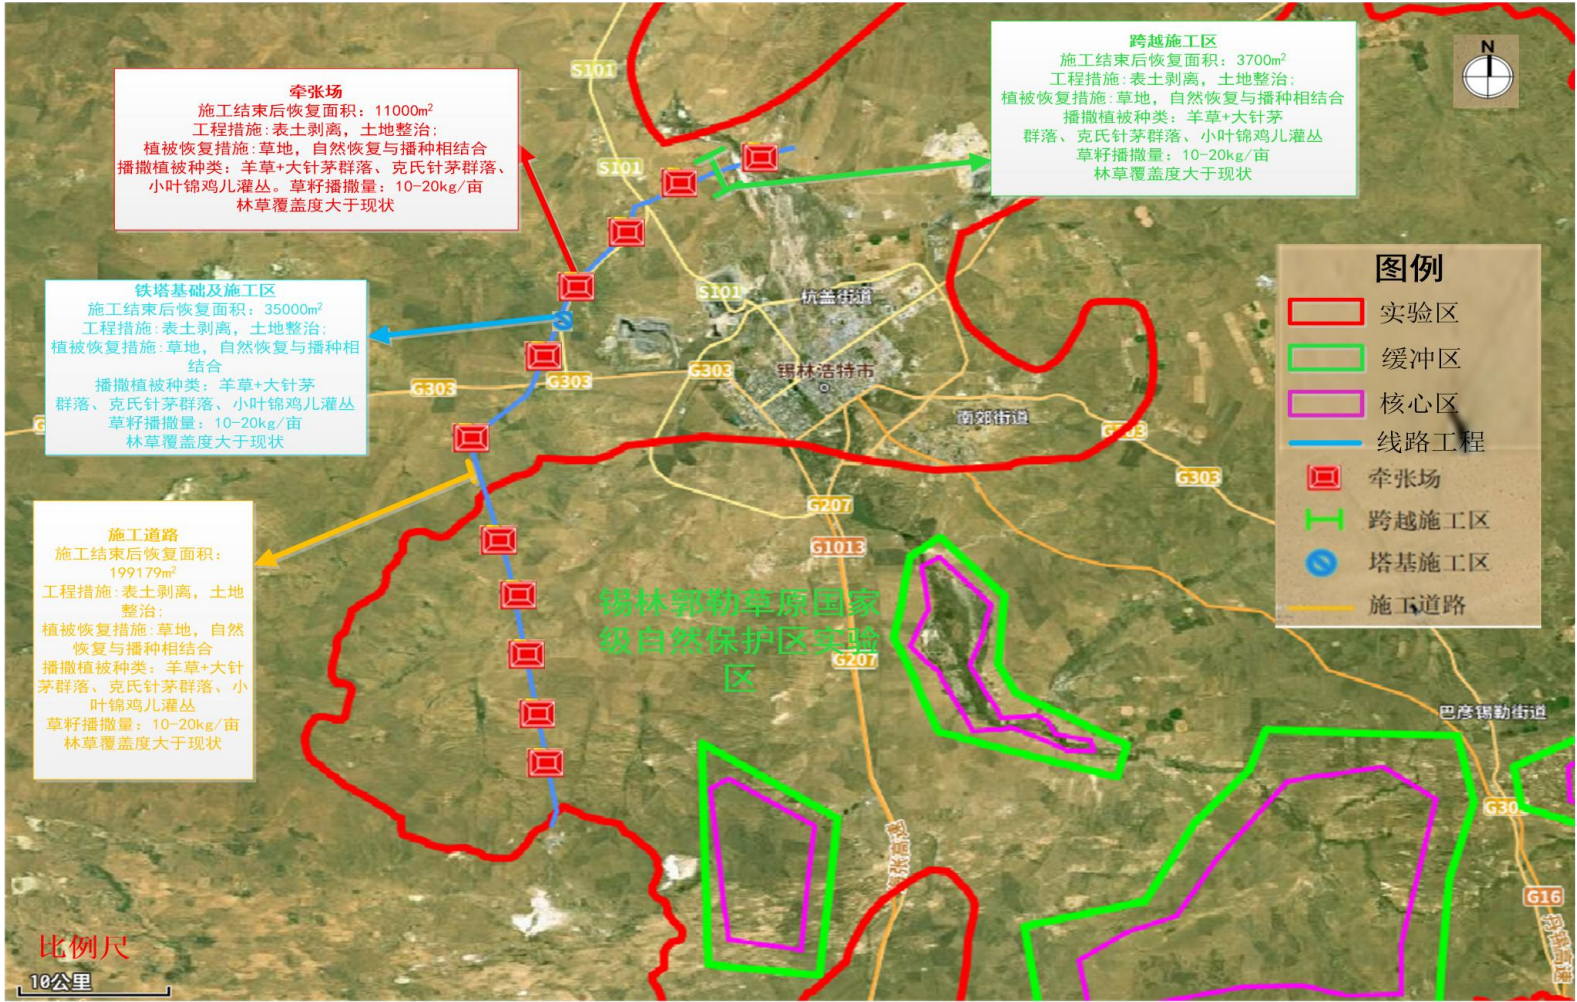 牵张场
施工结束后恢复面积：11000m²
工程措施:表土剥离，土地整治;
植被恢复措施:草地，自然恢复与播种相结合
播撒植被种类：羊草+大针茅群落、克氏针茅群落、
小叶锦鸡儿灌丛。草籽播撒量：10-20kg/亩
林草覆盖度大于现状
跨越施工区
施工结束后恢复面积：3700m²
工程措施:表土剥离，土地整治;
植被恢复措施:草地，自然恢复与播种相结合
播撒植被种类：羊草+大针茅
群落、克氏针茅群落、小叶锦鸡儿灌丛
草籽播撒量：10-20kg/亩
林草覆盖度大于现状
N
铁塔基础及施工区
施工结束后恢复面积：35000m²
工程措施:表土剥离，土地整治;
植被恢复措施:草地，自然恢复与播种相
结合
播撒植被种类：羊草+大针茅
群落、克氏针茅群落、小叶锦鸡儿灌丛
草籽播撒量：10-20kg/亩
林草覆盖度大于现状
施工道路
施工结束后恢复面积：
199179m²
工程措施:表土剥离，土地
整治;
植被恢复措施:草地，自然
恢复与播种相结合
播撒植被种类：羊草+大针
茅群落、克氏针茅群落、小
叶锦鸡儿灌丛
草籽播撒量：10-20kg/亩
林草覆盖度大于现状
S101
S101
S101
杭盖街道
锡林浩特市
南郊街道
G303
G303
G303
G303
G207
G1013
锡林郭勒草原国家
级自然保护区实验
区
G207
巴彦锡勒街道
G303
G16
图例
实验区
缓冲区
核心区
线路工程
牵张场
跨越施工区
塔基施工区
施工道路
比例尺
10公里